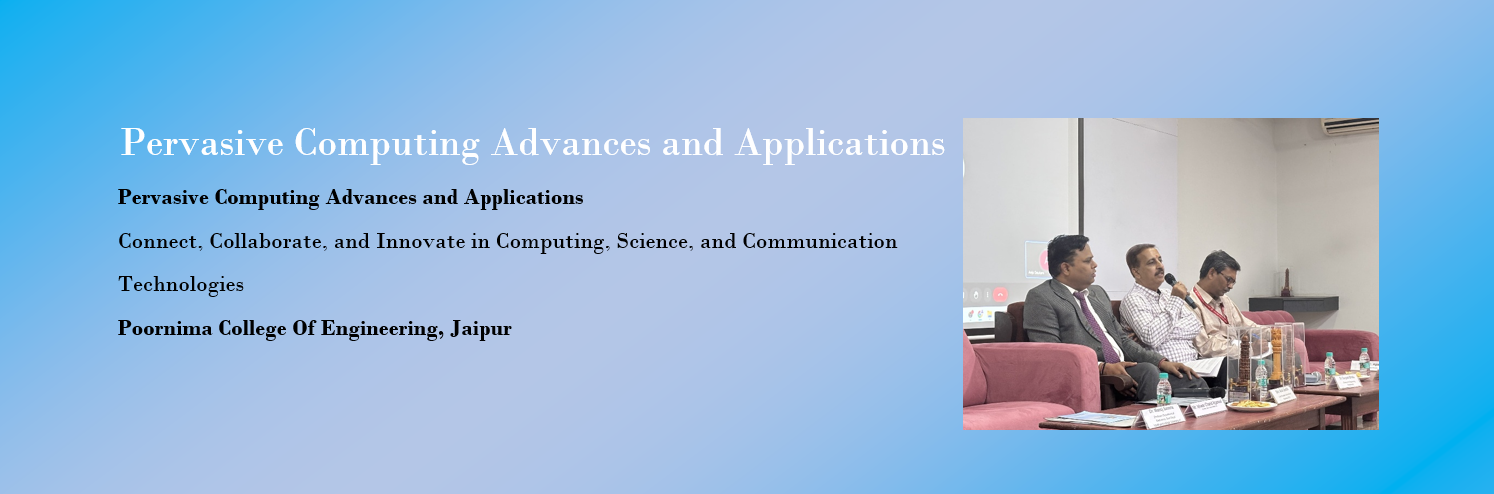 Pervasive Computing Advances and Applications
Pervasive Computing Advances and Applications
Connect, Collaborate, and Innovate in Computing, Science, and Communication
Technologies
Poornima College Of Engineering, Jaipur